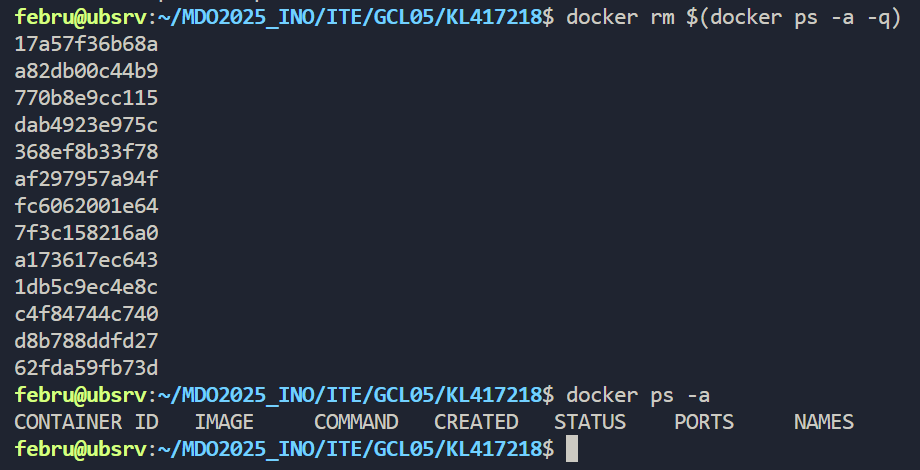 febru@ubsrv:~/MDO2025_INO/ITE/GCL05/KL417218$ docker rm $(docker ps -a -q)
17a57f36b68a
a82db00c44b9
770b8e9cc115
dab4923e975c
368ef8b33f78
af297957a94f
fc6062001e64
7f3c158216a0
a173617ec643
1db5c9ec4e8c
c4f84744c740
d8b788ddfd27
62fda59fb73d
febru@ubsrv:~/MDO2025_INO/ITE/GCL05/KL417218$ docker ps -a
CONTAINER ID   IMAGE     COMMAND   CREATED   STATUS    PORTS     NAMES
febru@ubsrv:~/MDO2025_INO/ITE/GCL05/KL417218$